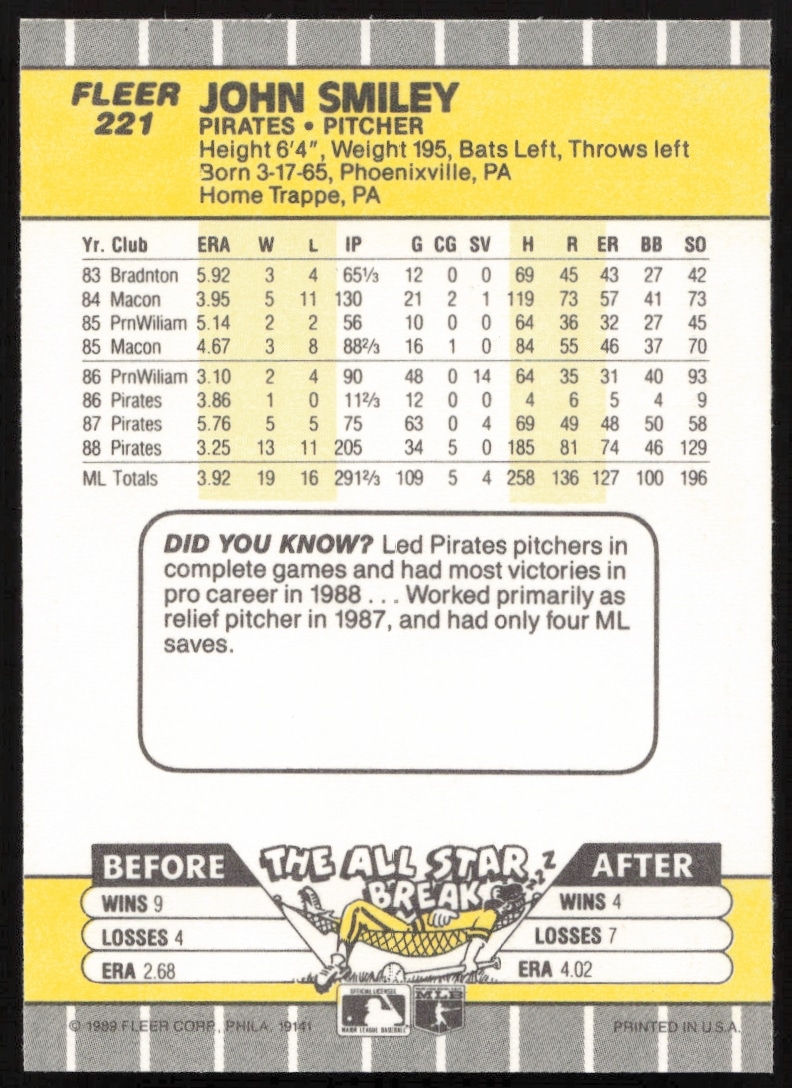 FLEER JOHN SMILEY
221 PIRATES • PITCHER
Height 6'4", Weight 195, Bats Left, Throws left
Born 3-17-65, Phoenixville, PA
Home Trappe, PA
Yr. Club ERA W L IP G CG SV H R ER BB SO
83 Bradnton 5.92 3 4 65⅓ 12 0 0 69 45 43 27 42
84 Macon 3.95 5 11 130 21 2 1 119 73 57 41 73
85 PrnWiliam 5.14 2 2 56 10 0 0 64 36 32 27 45
85 Macon 4.67 3 8 88⅔ 16 1 0 84 55 46 37 70
86 PrnWiliam 3.10 2 4 90 48 0 14 64 35 31 40 93
86 Pirates 3.86 1 0 11⅔ 12 0 0 4 6 5 4 9
87 Pirates 5.76 5 5 75 63 0 4 69 49 48 50 58
88 Pirates 3.25 13 11 205 34 5 0 185 81 74 46 129
ML Totals 3.92 19 16 291⅔ 109 5 4 258 136 127 100 196
DID YOU KNOW? Led Pirates pitchers in
complete games and had most victories in
pro career in 1988 . . . Worked primarily as
relief pitcher in 1987, and had only four ML
saves.
BEFORE THE ALL STAR BREAK ZZZ AFTER
WINS 9 WINS 4
LOSSES 4 LOSSES 7
ERA 2.68 ERA 4.02
OFFICIAL LICENSEE MLB
MAJOR LEAGUE BASEBALL
© 1989 FLEER CORP., PHILA. 19141 PRINTED IN U.S.A.